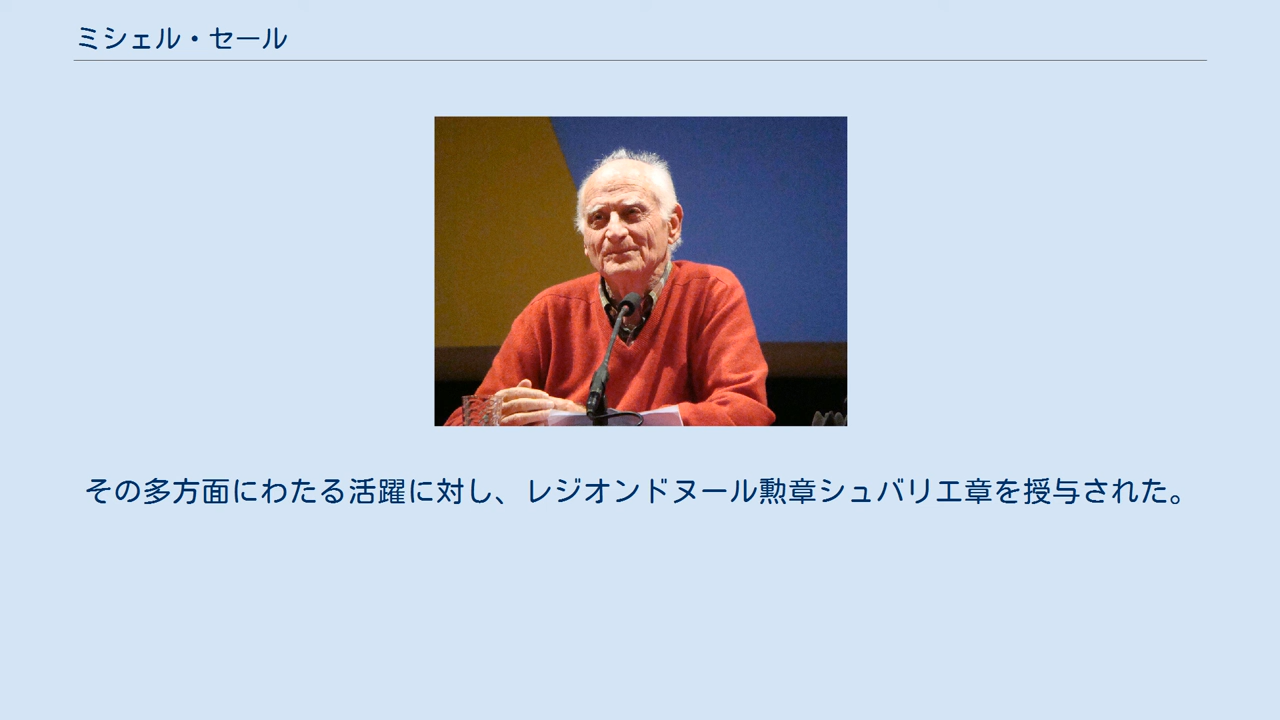 ミシェル・セール
その多方面にわたる活躍に対し、レジオンドヌール勲章シュバリエ章を授与された。